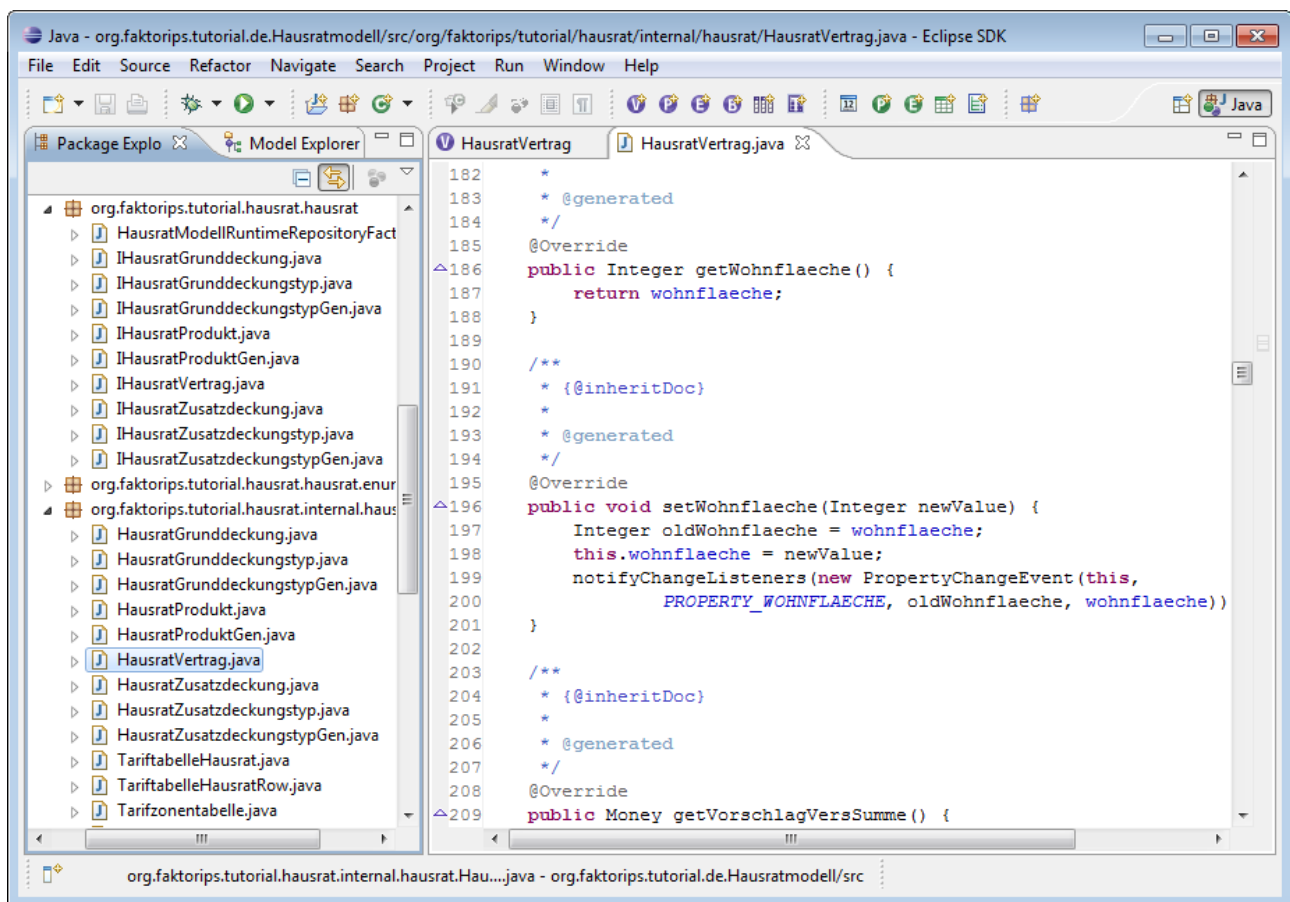 Java - org.faktorips.tutorial.de.Hausratmodell/src/org/faktorips/tutorial/hausrat/internal/hausrat/HausratVertrag.java - Eclipse SDK
File Edit Source Refactor Navigate Search Project Run Window Help
Java
Package Explo Model Explorer
org.faktorips.tutorial.hausrat.hausrat
HausratModellRuntimeRepositoryFact
IHausratGrunddeckung.java
IHausratGrunddeckungstyp.java
IHausratGrunddeckungstypGen.java
IHausratProdukt.java
IHausratProduktGen.java
IHausratVertrag.java
IHausratZusatzdeckung.java
IHausratZusatzdeckungstyp.java
IHausratZusatzdeckungstypGen.java
org.faktorips.tutorial.hausrat.hausrat.enur
org.faktorips.tutorial.hausrat.internal.haus
HausratGrunddeckung.java
HausratGrunddeckungstyp.java
HausratGrunddeckungstypGen.java
HausratProdukt.java
HausratProduktGen.java
HausratVertrag.java
HausratZusatzdeckung.java
HausratZusatzdeckungstyp.java
HausratZusatzdeckungstypGen.java
TariftabelleHausrat.java
TariftabelleHausratRow.java
Tarifzonentabelle.java
HausratVertrag HausratVertrag.java
182 *
183 * @generated
184 */
185 @Override
186 public Integer getWohnflaeche() {
187 return wohnflaeche;
188 }
189
190 /**
191 * {@inheritDoc}
192 *
193 * @generated
194 */
195 @Override
196 public void setWohnflaeche(Integer newValue) {
197 Integer oldWohnflaeche = wohnflaeche;
198 this.wohnflaeche = newValue;
199 notifyChangeListeners(new PropertyChangeEvent(this,
200 PROPERTY_WOHNFLAECHE, oldWohnflaeche, wohnflaeche))
201 }
202
203 /**
204 * {@inheritDoc}
205 *
206 * @generated
207 */
208 @Override
209 public Money getVorschlagVersSumme() {
org.faktorips.tutorial.hausrat.internal.hausrat.Hau....java - org.faktorips.tutorial.de.Hausratmodell/src